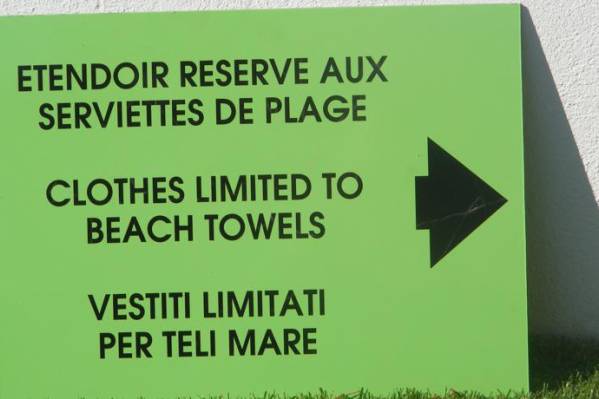 ETENDOIR RESERVE AUX
SERVIETTES DE PLAGE
CLOTHES LIMITED TO
BEACH TOWELS
VESTITI LIMITATI
PER TELI MARE